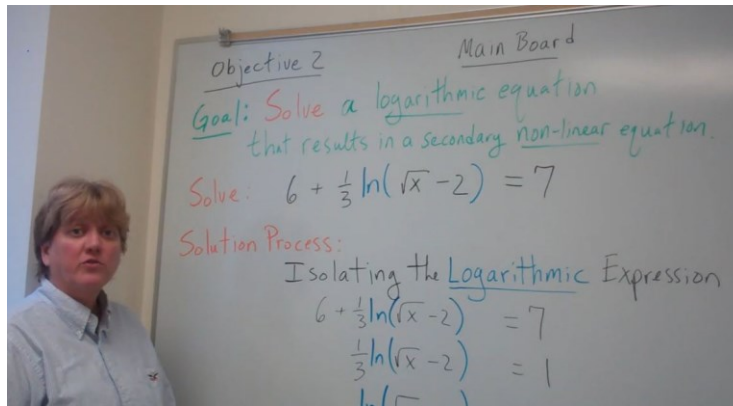 Objective 2
Main Board
Goal: Solve a logarithmic equation
that results in a secondary non-linear equation.
Solve: 6 + 1/3 ln(√x - 2) = 7
Solution Process:
Isolating the Logarithmic Expression
6 + 1/3 ln(√x - 2) = 7
1/3 ln(√x - 2) = 1